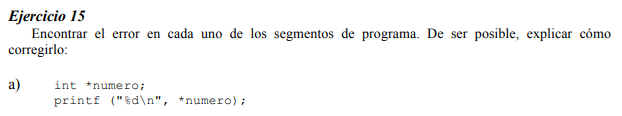 Ejercicio 15
Encontrar el error en cada uno de los segmentos de programa. De ser posible, explicar cómo
corregirlo:
a) int *numero;
printf ("%d\n", *numero);